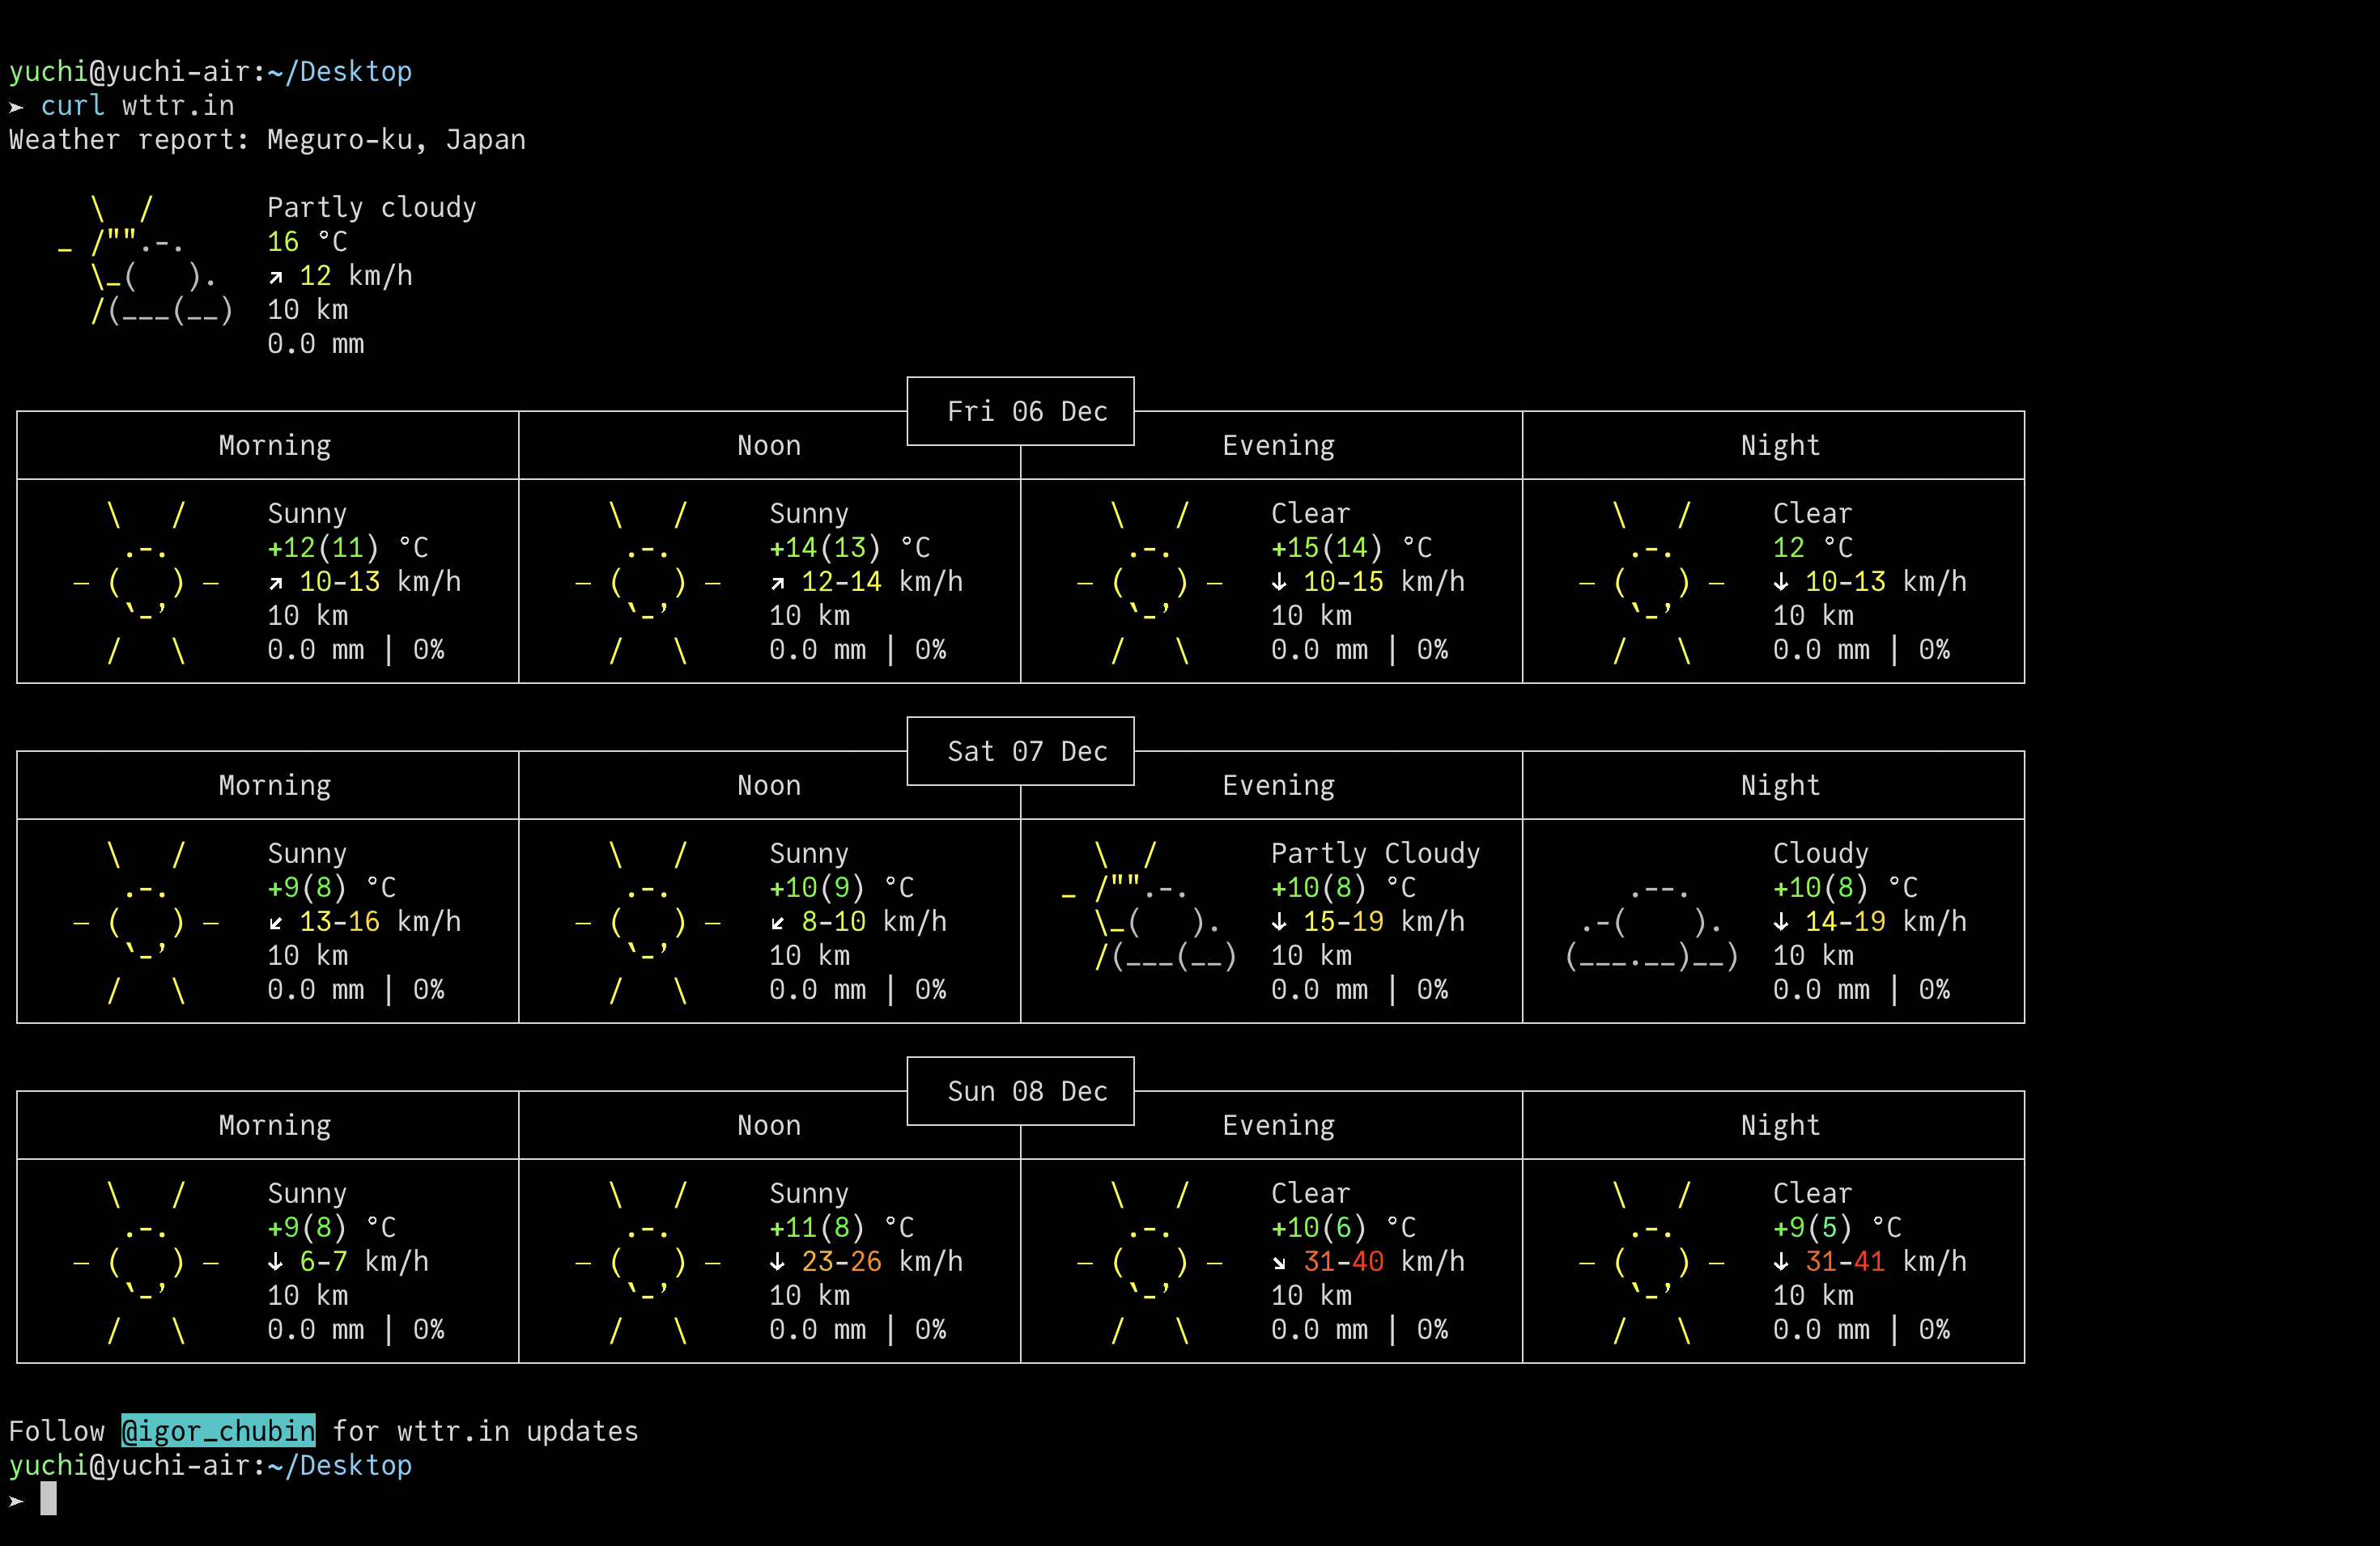 yuchi@yuchi-air:~/Desktop
➤ curl wttr.in
Weather report: Meguro-ku, Japan
Partly cloudy
16 °C
↗ 12 km/h
10 km
0.0 mm
Fri 06 Dec
Morning Noon Evening Night
Sunny Sunny Clear Clear
+12(11) °C +14(13) °C +15(14) °C 12 °C
↗ 10-13 km/h ↗ 12-14 km/h ↓ 10-15 km/h ↓ 10-13 km/h
10 km 10 km 10 km 10 km
0.0 mm | 0% 0.0 mm | 0% 0.0 mm | 0% 0.0 mm | 0%
Sat 07 Dec
Morning Noon Evening Night
Sunny Sunny Partly Cloudy Cloudy
+9(8) °C +10(9) °C +10(8) °C +10(8) °C
↙ 13-16 km/h ↙ 8-10 km/h ↓ 15-19 km/h ↓ 14-19 km/h
10 km 10 km 10 km 10 km
0.0 mm | 0% 0.0 mm | 0% 0.0 mm | 0% 0.0 mm | 0%
Sun 08 Dec
Morning Noon Evening Night
Sunny Sunny Clear Clear
+9(8) °C +11(8) °C +10(6) °C +9(5) °C
↓ 6-7 km/h ↓ 23-26 km/h ↘ 31-40 km/h ↓ 31-41 km/h
10 km 10 km 10 km 10 km
0.0 mm | 0% 0.0 mm | 0% 0.0 mm | 0% 0.0 mm | 0%
Follow @igor_chubin for wttr.in updates
yuchi@yuchi-air:~/Desktop
➤